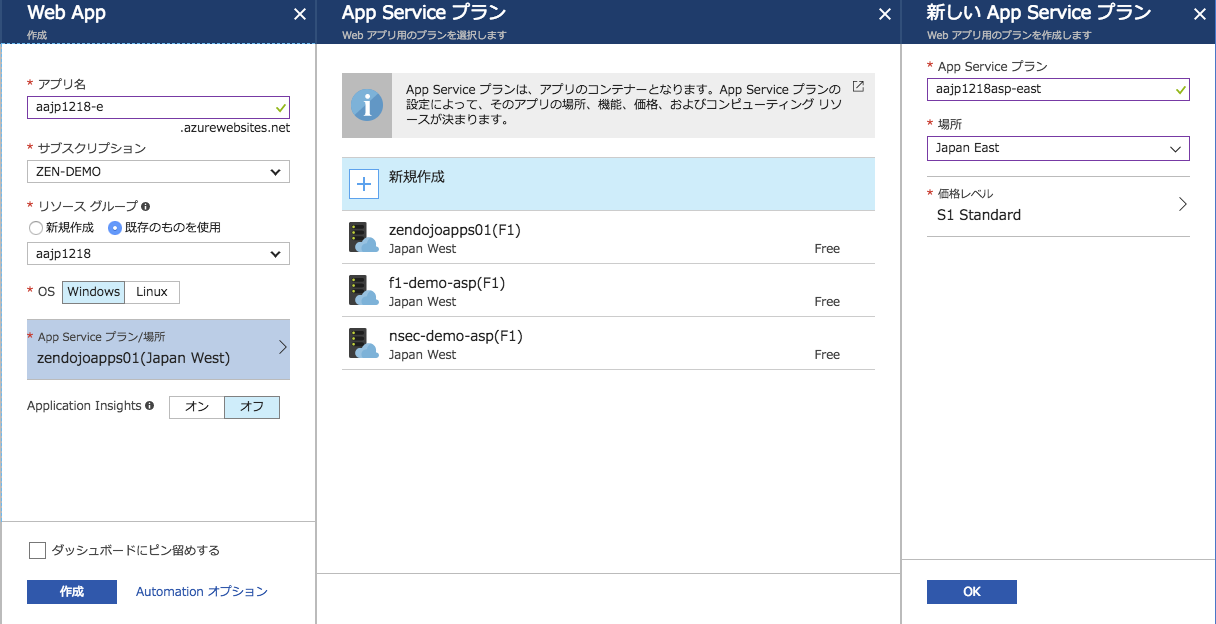 Web App
作成
* アプリ名
aajp1218-e
.azurewebsites.net
* サブスクリプション
ZEN-DEMO
* リソース グループ
新規作成 既存のものを使用
aajp1218
* OS Windows Linux
* App Service プラン/場所
zendojoapps01(Japan West)
Application Insights オン オフ
ダッシュボードにピン留めする
作成 Automation オプション
App Service プラン
Web アプリ用のプランを選択します
App Service プランは、アプリのコンテナーとなります。App Service プランの
設定によって、そのアプリの場所、機能、価格、およびコンピューティング リソ
ースが決まります。
新規作成
zendojoapps01(F1)
Japan West Free
f1-demo-asp(F1)
Japan West Free
nsec-demo-asp(F1)
Japan West Free
新しい App Service プラン
Web アプリ用のプランを作成します
* App Service プラン
aajp1218asp-east
* 場所
Japan East
* 価格レベル
S1 Standard
OK